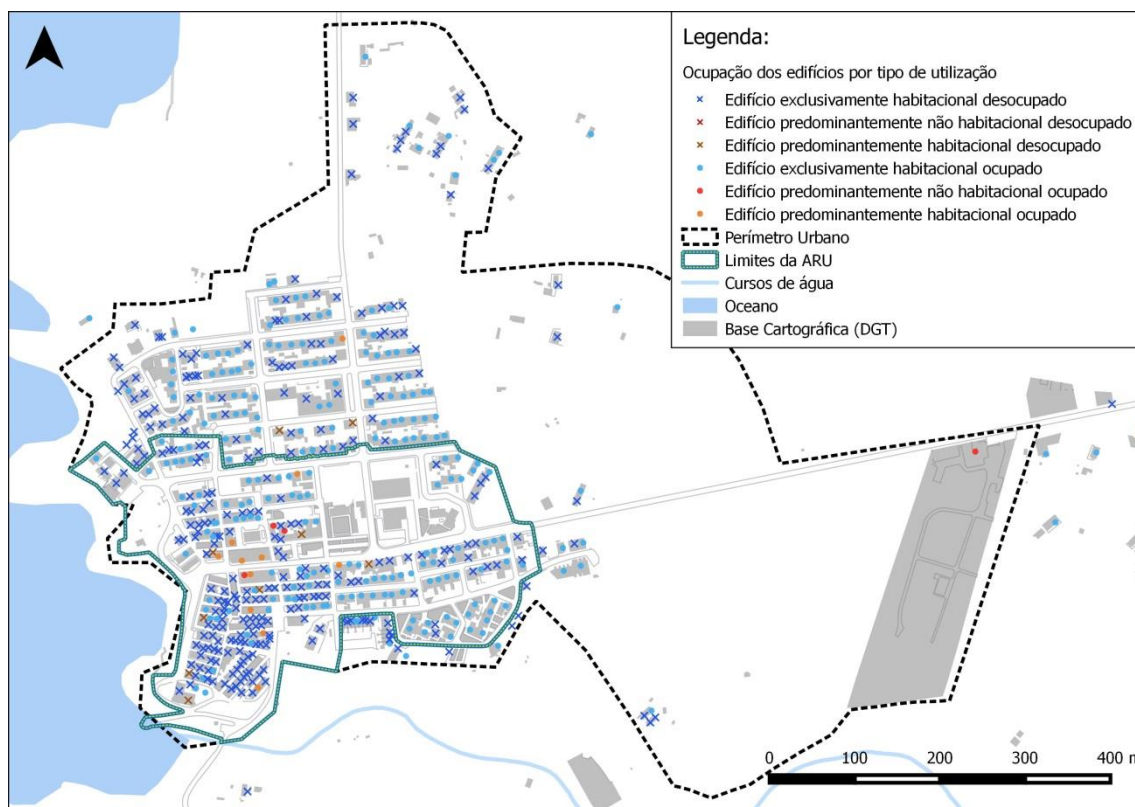 Legenda:
Ocupação dos edifícios por tipo de utilização
Edifício exclusivamente habitacional desocupado
Edifício predominantemente não habitacional desocupado
Edifício predominantemente habitacional desocupado
Edifício exclusivamente habitacional ocupado
Edifício predominantemente não habitacional ocupado
Edifício predominantemente habitacional ocupado
Perímetro Urbano
Limites da ARU
Cursos de água
Oceano
Base Cartográfica (DGT)
0 100 200 300 400 m